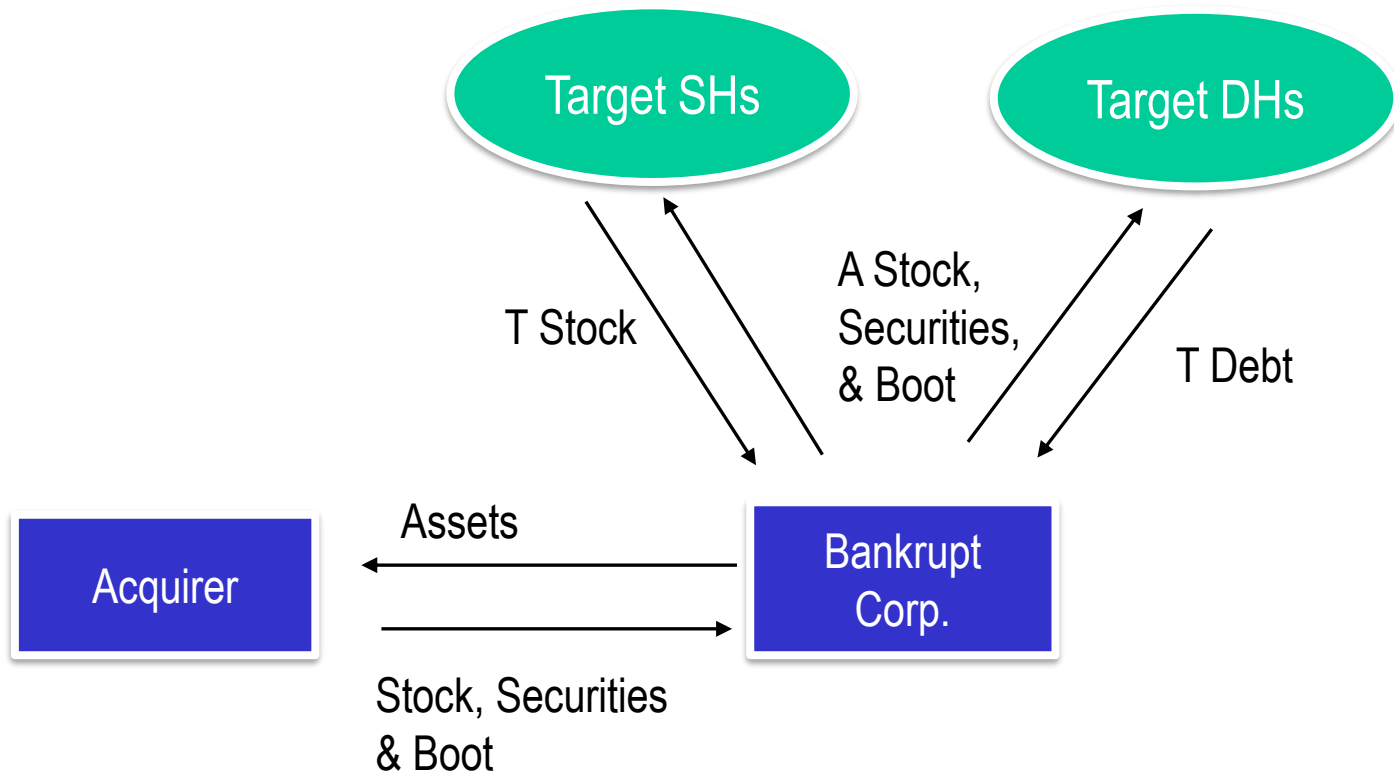 Target SHs
Target DHs
T Stock
A Stock,
Securities,
& Boot
T Debt
Assets
Acquirer
Bankrupt
Corp.
Stock, Securities
& Boot